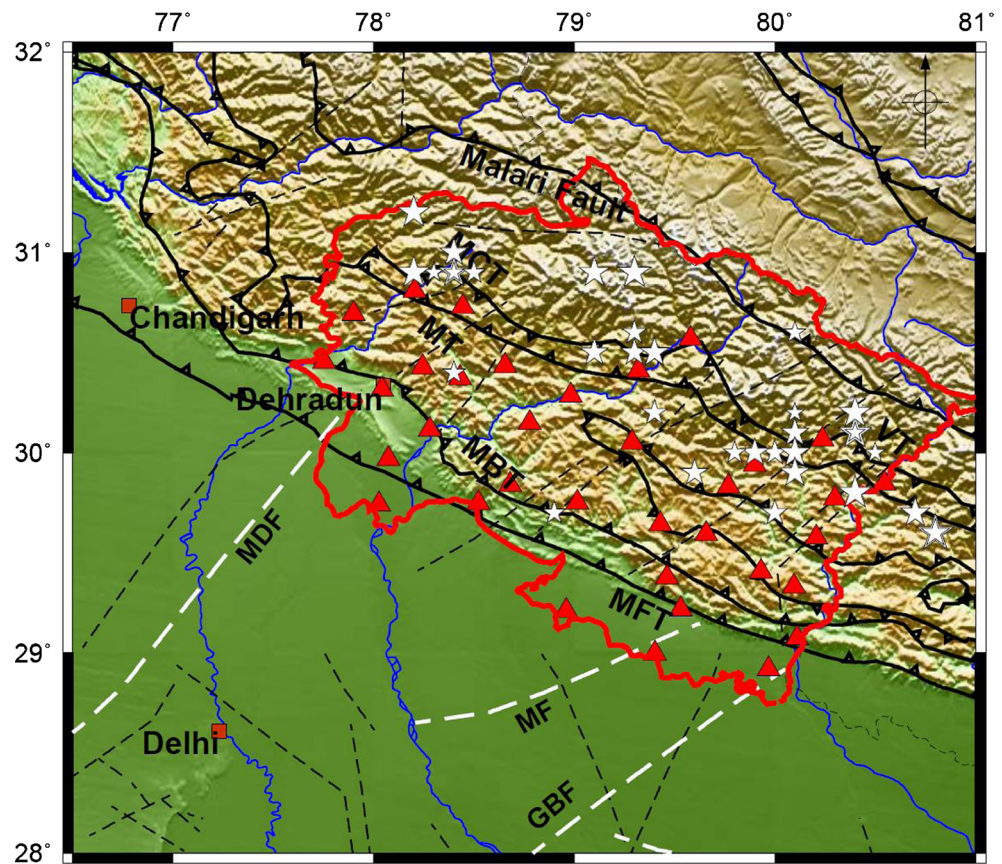 77° 78° 79° 80° 81°
32°
Malari Fault
31°
MCT
Chandigarh
MT
Dehradun
VT
30°
MBT
MDF
MFT
29°
MF
Delhi
GBF
28°